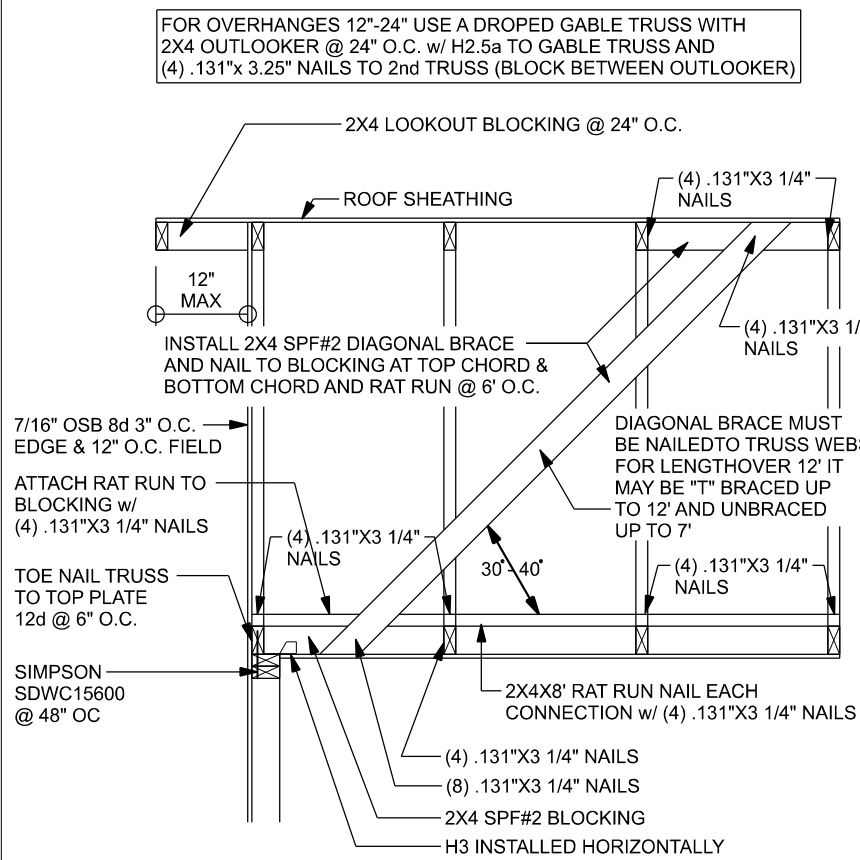 FOR OVERHANGES 12"-24" USE A DROPED GABLE TRUSS WITH
2X4 OUTLOOKER @ 24" O.C. w/ H2.5a TO GABLE TRUSS AND
(4) .131"x 3.25" NAILS TO 2nd TRUSS (BLOCK BETWEEN OUTLOOKER)
2X4 LOOKOUT BLOCKING @ 24" O.C.
(4) .131"X3 1/4"
NAILS
ROOF SHEATHING
12"
MAX
(4) .131"X3
NAILS
INSTALL 2X4 SPF#2 DIAGONAL BRACE
AND NAIL TO BLOCKING AT TOP CHORD &
BOTTOM CHORD AND RAT RUN @ 6' O.C.
7/16" OSB 8d 3" O.C.
EDGE & 12" O.C. FIELD
DIAGONAL BRACE MUST
BE NAILEDTO TRUSS WEBS
FOR LENGTHOVER 12' IT
MAY BE "T" BRACED UP
TO 12' AND UNBRACED
UP TO 7'
ATTACH RAT RUN TO
BLOCKING w/
(4) .131"X3 1/4" NAILS
(4) .131"X3 1/4"
NAILS
30° - 40°
(4) .131"X3 1/4"
NAILS
TOE NAIL TRUSS
TO TOP PLATE
12d @ 6" O.C.
SIMPSON
SDWC15600
@ 48" OC
2X4X8' RAT RUN NAIL EACH
CONNECTION w/ (4) .131"X3 1/4" NAILS
(4) .131"X3 1/4" NAILS
(8) .131"X3 1/4" NAILS
2X4 SPF#2 BLOCKING
H3 INSTALLED HORIZONTALLY